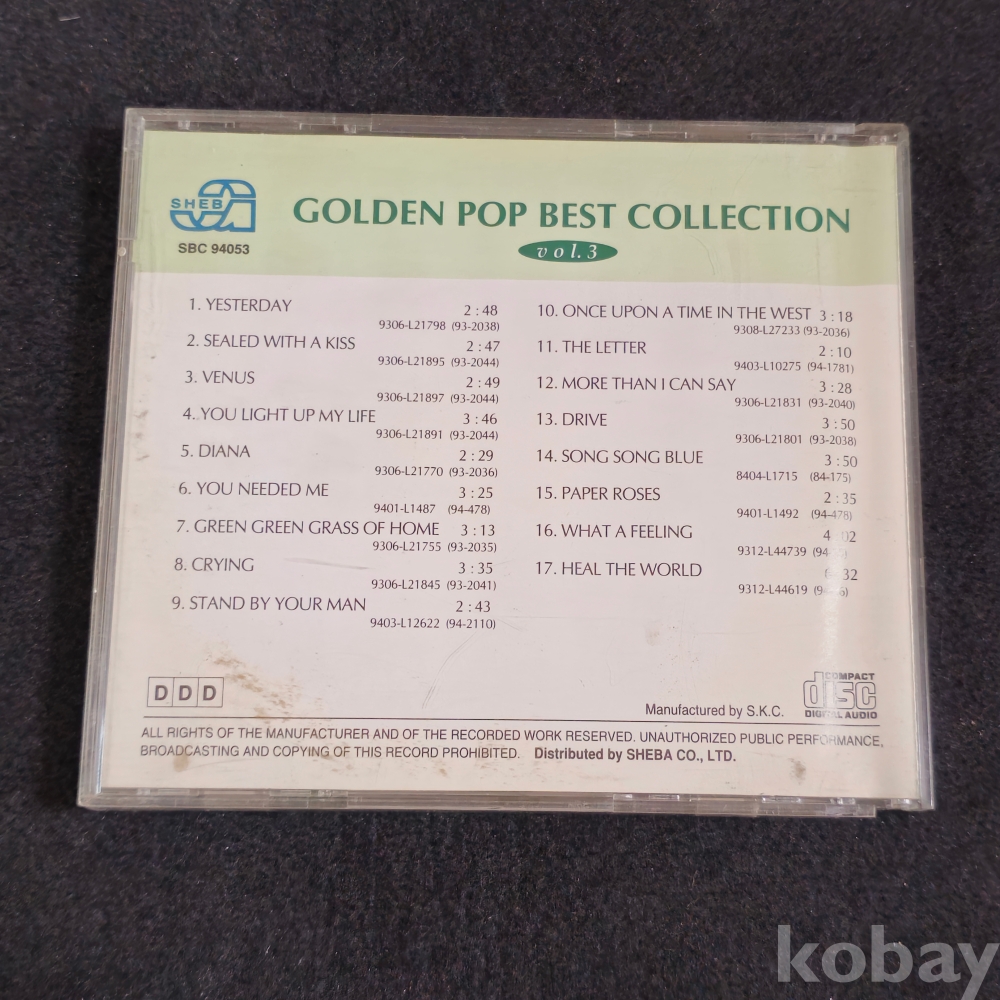 SHEBA
SBC 94053
GOLDEN POP BEST COLLECTION
vol.3
1. YESTERDAY 2 : 48
9306-L21798 (93-2038)
2. SEALED WITH A KISS 2 : 47
9306-L21895 (93-2044)
3. VENUS 2 : 49
9306-L21897 (93-2044)
4. YOU LIGHT UP MY LIFE 3 : 46
9306-L21891 (93-2044)
5. DIANA 2 : 29
9306-L21770 (93-2036)
6. YOU NEEDED ME 3 : 25
9401-L1487 (94-478)
7. GREEN GREEN GRASS OF HOME 3 : 13
9306-L21755 (93-2035)
8. CRYING 3 : 35
9306-L21845 (93-2041)
9. STAND BY YOUR MAN 2 : 43
9403-L12622 (94-2110)
10. ONCE UPON A TIME IN THE WEST 3 : 18
9308-L27233 (93-2036)
11. THE LETTER 2 : 10
9403-L10275 (94-1781)
12. MORE THAN I CAN SAY 3 : 28
9306-L21831 (93-2040)
13. DRIVE 3 : 50
9306-L21801 (93-2038)
14. SONG SONG BLUE 3 : 50
8404-L1715 (84-175)
15. PAPER ROSES 2 : 35
9401-L1492 (94-478)
16. WHAT A FEELING 4 : 02
9312-L44739
17. HEAL THE WORLD
9312-L44619
D D D
Manufactured by S.K.C.
COMPACT
disc
DIGITAL AUDIO
ALL RIGHTS OF THE MANUFACTURER AND OF THE RECORDED WORK RESERVED. UNAUTHORIZED PUBLIC PERFORMANCE,
BROADCASTING AND COPYING OF THIS RECORD PROHIBITED. Distributed by SHEBA CO., LTD.
kobay